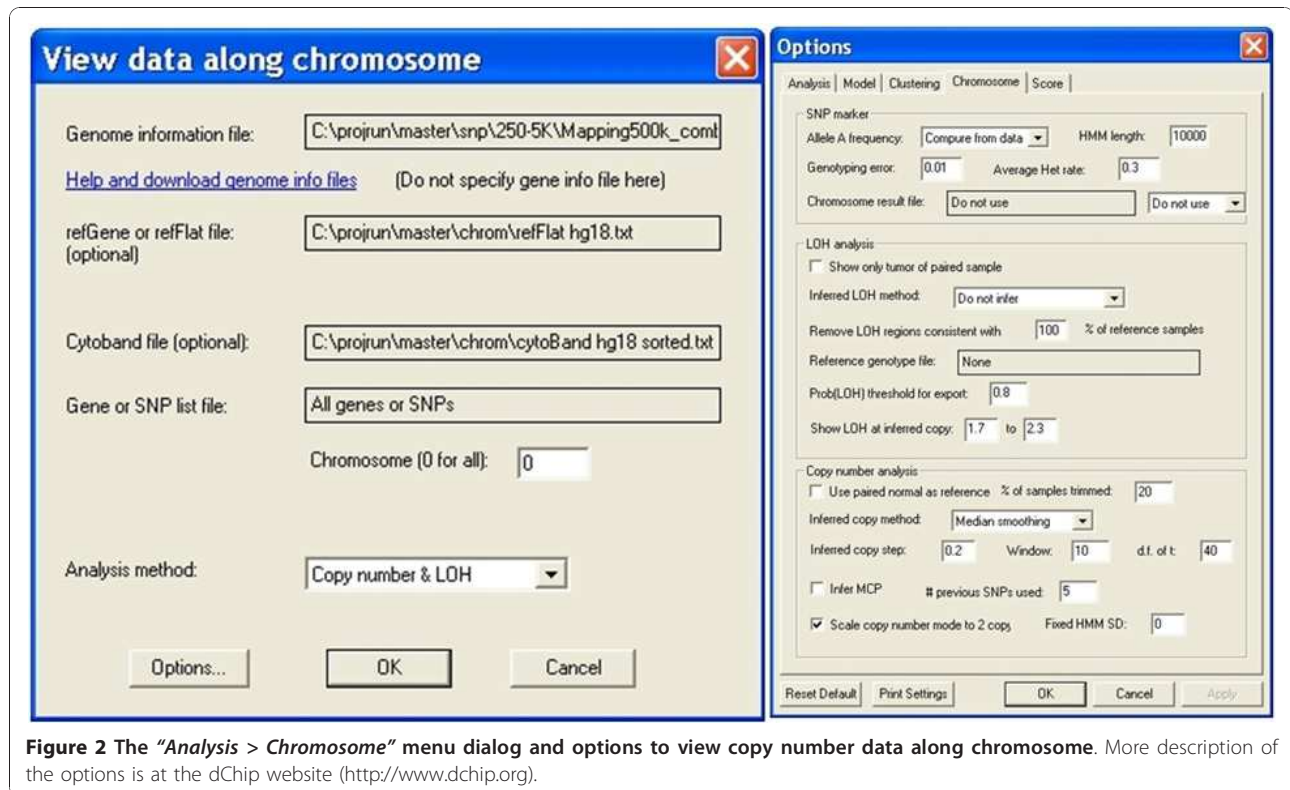 View data along chromosome
Genome information file: C:\projrun\master\snp\250-5K\Mapping500k_comb
Help and download genome info files (Do not specify gene info file here)
refGene or refFlat file: C:\projrun\master\chrom\refFlat hg18.txt
(optional)
Cytoband file (optional): C:\projrun\master\chrom\cytoBand hg18 sorted.txt
Gene or SNP list file: All genes or SNPs
Chromosome (0 for all): 0
Analysis method: Copy number & LOH
Options... OK Cancel
Options
Analysis Model Clustering Chromosome Score
SNP marker
Allele A frequency: Compure from data HMM length: 10000
Genotyping error: 0.01 Average Het rate: 0.3
Chromosome result file: Do not use Do not use
LOH analysis
Show only tumor of paired sample
Inferred LOH method: Do not infer
Remove LOH regions consistent with 100 % of reference samples
Reference genotype file: None
Prob(LOH) threshold for export: 0.8
Show LOH at inferred copy: 1.7 to 2.3
Copy number analysis
Use paired normal as reference % of samples trimmed: 20
Inferred copy method: Median smoothing
Inferred copy step: 0.2 Window: 10 d.f. of t: 40
Infer MCP # previous SNPs used: 5
Scale copy number mode to 2 copy Fixed HMM SD: 0
Reset Default Print Settings OK Cancel Apply
Figure 2 The "Analysis > Chromosome" menu dialog and options to view copy number data along chromosome. More description of
the options is at the dChip website (http://www.dchip.org).